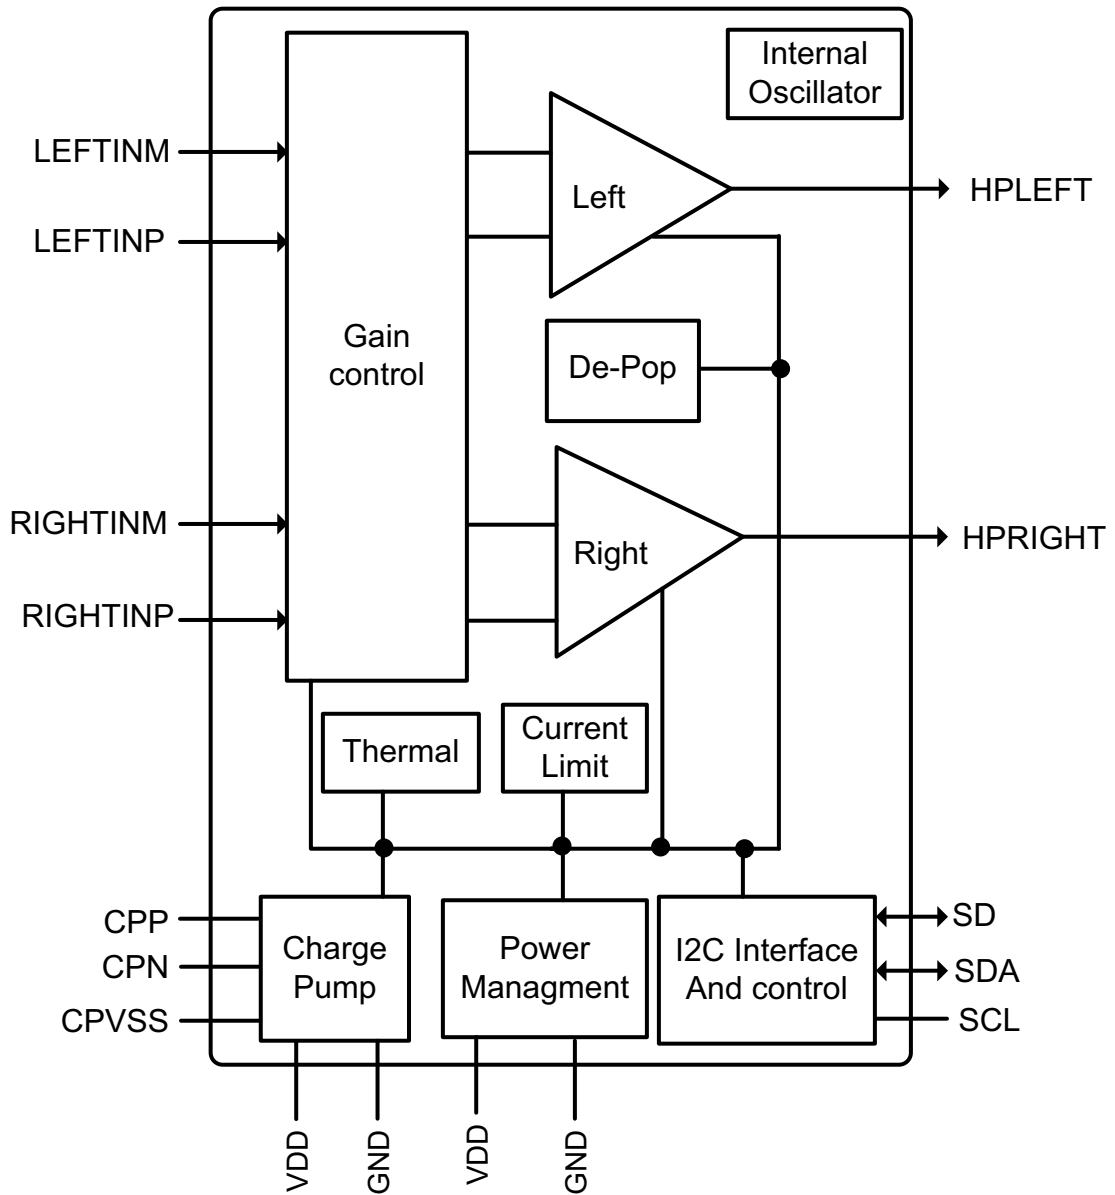 Internal
Oscillator
LEFTINM
LEFTINP
Left
HPLEFT
Gain
control
De-Pop
RIGHTINM
RIGHTINP
Right
HPRIGHT
Thermal
Current
Limit
CPP
CPN
CPVSS
Charge
Pump
Power
Managment
I2C Interface
And control
SD
SDA
SCL
VDD
GND
VDD
GND